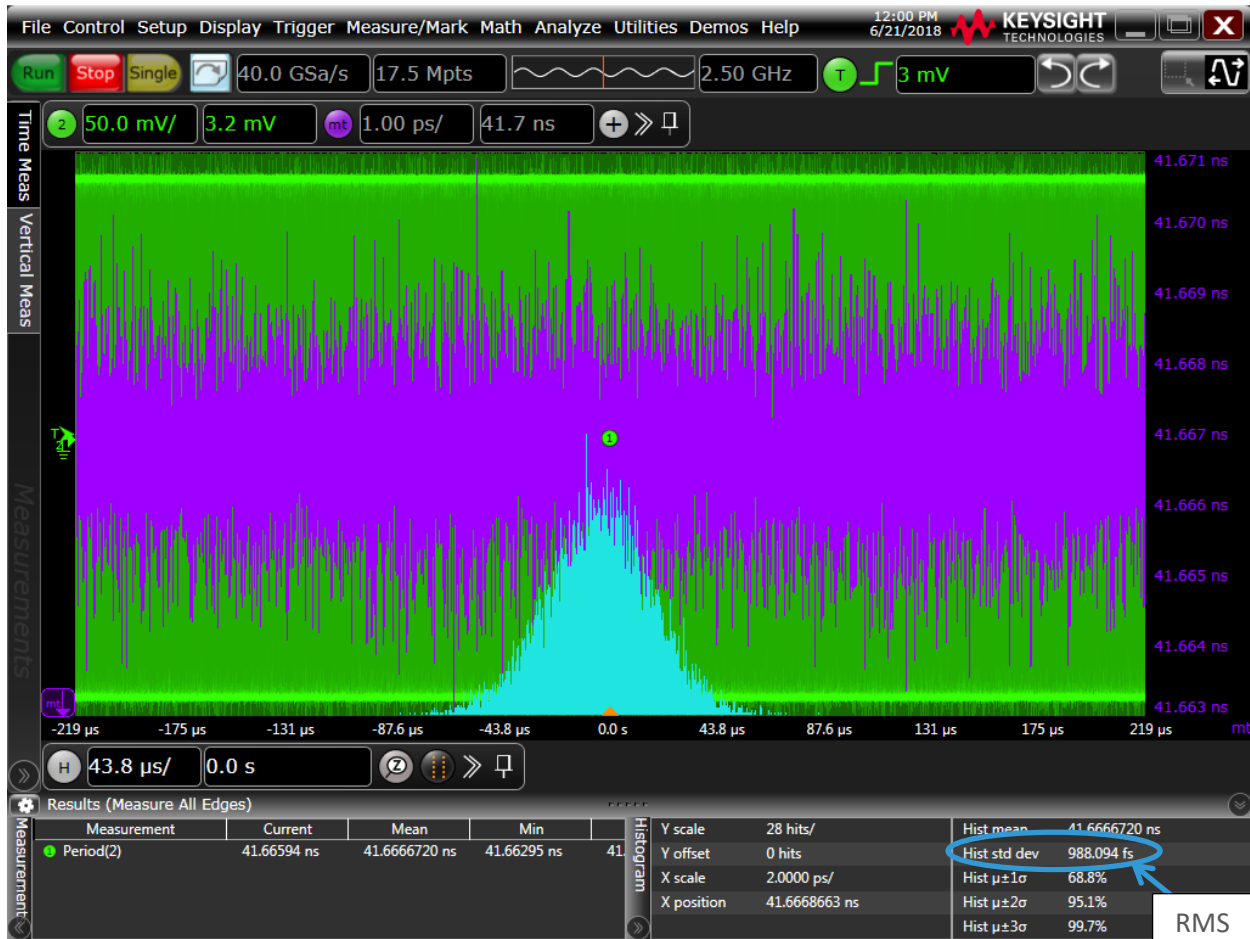 File Control Setup Display Trigger Measure/Mark Math Analyze Utilities Demos Help
12:00 PM
6/21/2018
KEYSIGHT
TECHNOLOGIES
Run Stop Single 40.0 GSa/s 17.5 Mpts 2.50 GHz T 3 mV
2 50.0 mV/ 3.2 mV mt 1.00 ps/ 41.7 ns
Time Meas
Vertical Meas
Measurements
41.671 ns
41.670 ns
41.669 ns
41.668 ns
41.667 ns
41.666 ns
41.665 ns
41.664 ns
41.663 ns
T
2
1
mt
-219 µs -175 µs -131 µs -87.6 µs -43.8 µs 0.0 s 43.8 µs 87.6 µs 131 µs 175 µs 219 µs mt
H 43.8 µs/ 0.0 s Z
Results (Measure All Edges)
Measurement
Measurement Current Mean Min
1 Period(2) 41.66594 ns 41.6666720 ns 41.66295 ns 41.
Histogram
Y scale 28 hits/ Hist mean 41.6666720 ns
Y offset 0 hits Hist std dev 988.094 fs
X scale 2.0000 ps/ Hist µ±1σ 68.8%
X position 41.6668663 ns Hist µ±2σ 95.1%
Hist µ±3σ 99.7%
RMS